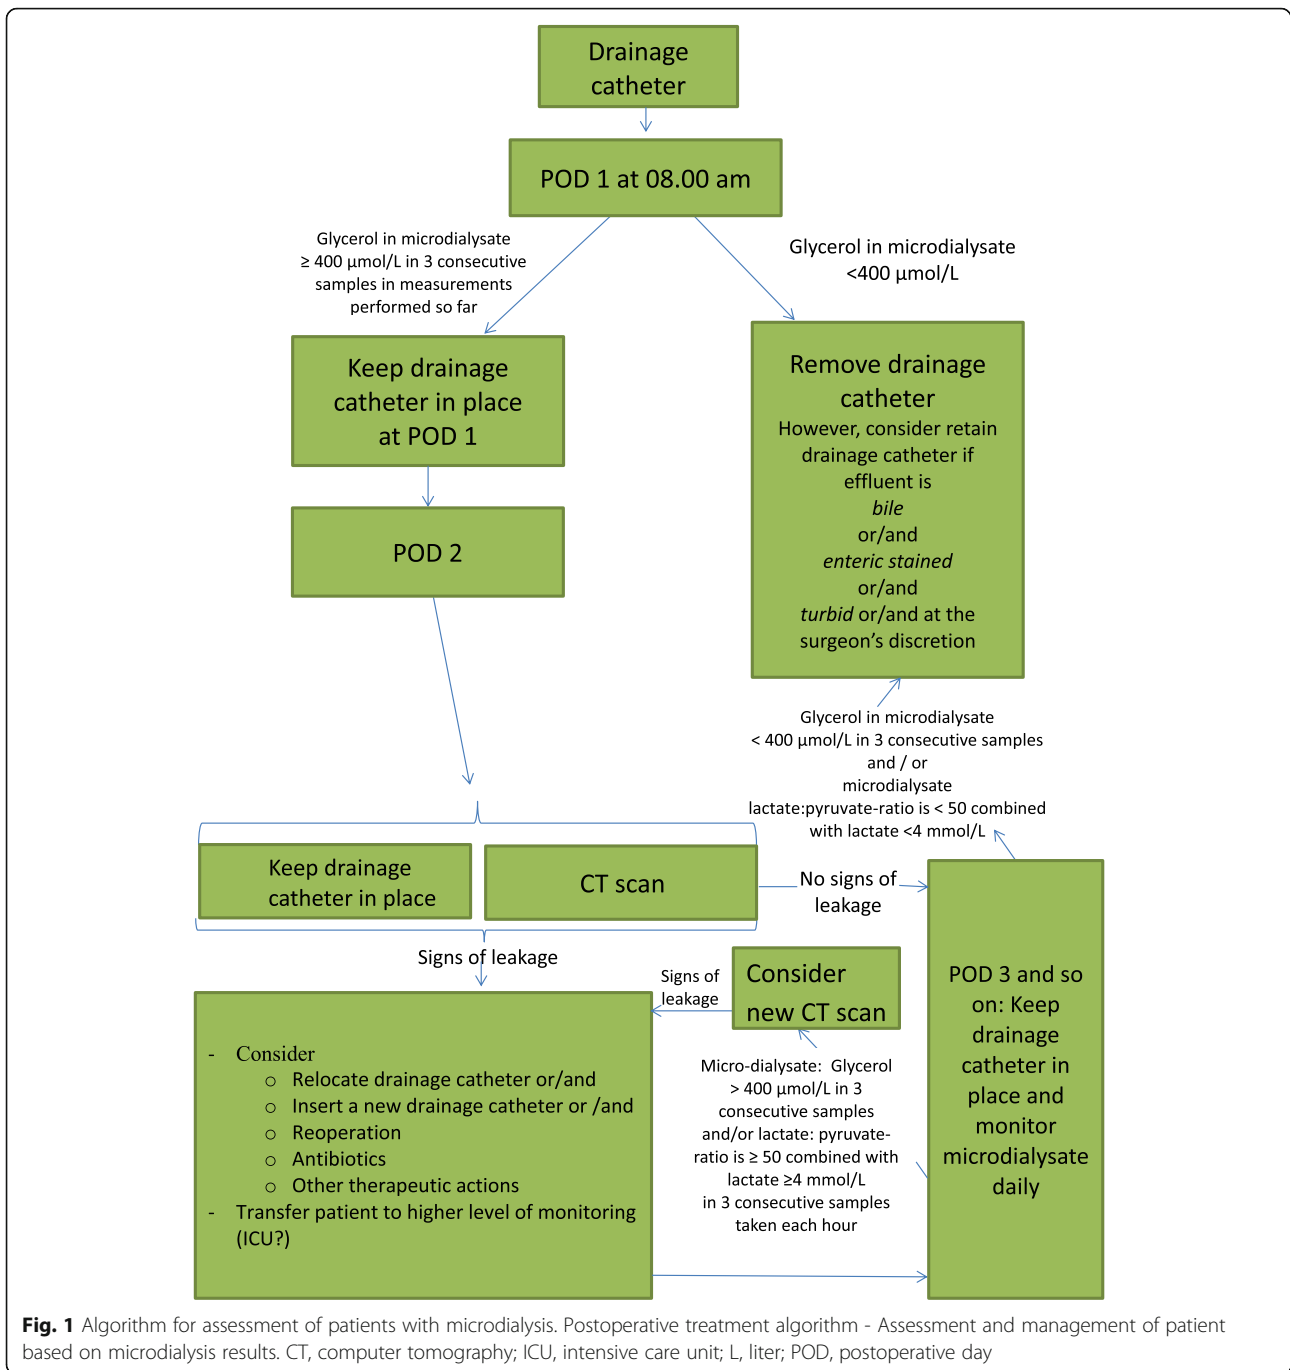 Drainage
catheter
POD 1 at 08.00 am
Glycerol in microdialysate
≥ 400 µmol/L in 3 consecutive
samples in measurements
performed so far
Glycerol in microdialysate
<400 µmol/L
Keep drainage
catheter in place
at POD 1
POD 2
Remove drainage
catheter
However, consider retain
drainage catheter if
effluent is
bile
or/and
enteric stained
or/and
turbid or/and at the
surgeon’s discretion
Glycerol in microdialysate
< 400 µmol/L in 3 consecutive samples
and / or
microdialysate
lactate:pyruvate-ratio is < 50 combined
with lactate <4 mmol/L
Keep drainage
catheter in place
CT scan
No signs of
leakage
Signs of leakage
Consider
new CT scan
Signs of
leakage
Micro-dialysate: Glycerol
> 400 µmol/L in 3
consecutive samples
and/or lactate: pyruvate-
ratio is ≥ 50 combined with
lactate ≥4 mmol/L
in 3 consecutive samples
taken each hour
POD 3 and so
on: Keep
drainage
catheter in
place and
monitor
microdialysate
daily
- Consider
o Relocate drainage catheter or/and
o Insert a new drainage catheter or /and
o Reoperation
o Antibiotics
o Other therapeutic actions
- Transfer patient to higher level of monitoring
(ICU?)
Fig. 1 Algorithm for assessment of patients with microdialysis. Postoperative treatment algorithm - Assessment and management of patient
based on microdialysis results. CT, computer tomography; ICU, intensive care unit; L, liter; POD, postoperative day